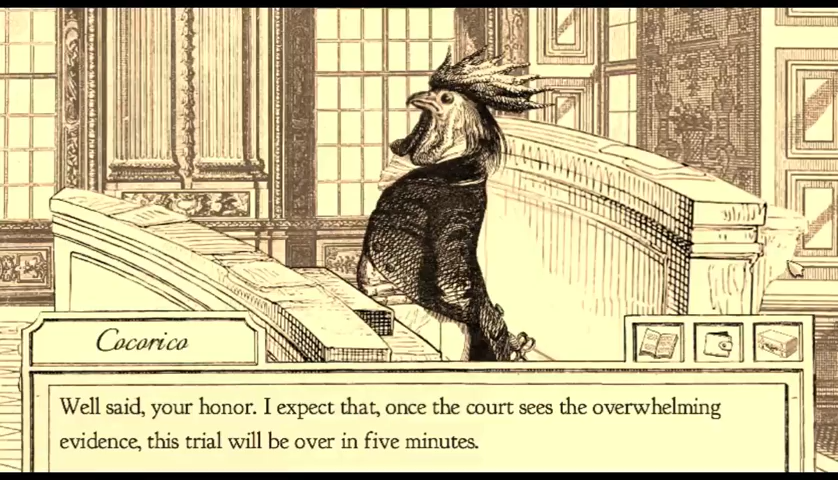 Cocorico
Well said, your honor. I expect that, once the court sees the overwhelming
evidence, this trial will be over in five minutes.